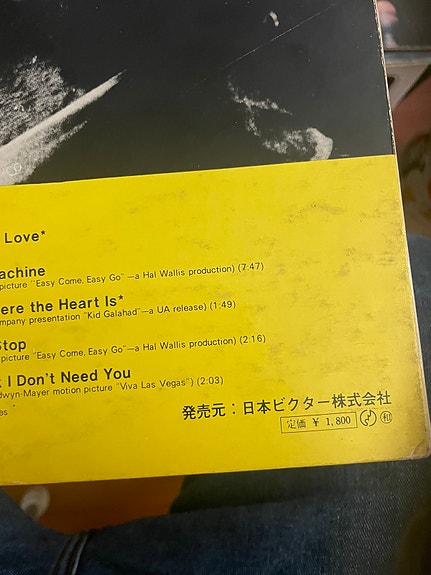 Love*
achine
picture "Easy Come, Easy Go" —a Hal Wallis production) (7:47)
ere the Heart Is*
mpany presentation "Kid Galahad"—a UA release) (1:49)
Stop
e picture "Easy Come, Easy Go"—a Hal Wallis production) (2:16)
I Don't Need You
dwyn-Mayer motion picture "Viva Las Vegas") (2:03)
es
発売元：日本ビクター株式会社
定価 ¥ 1,800 和